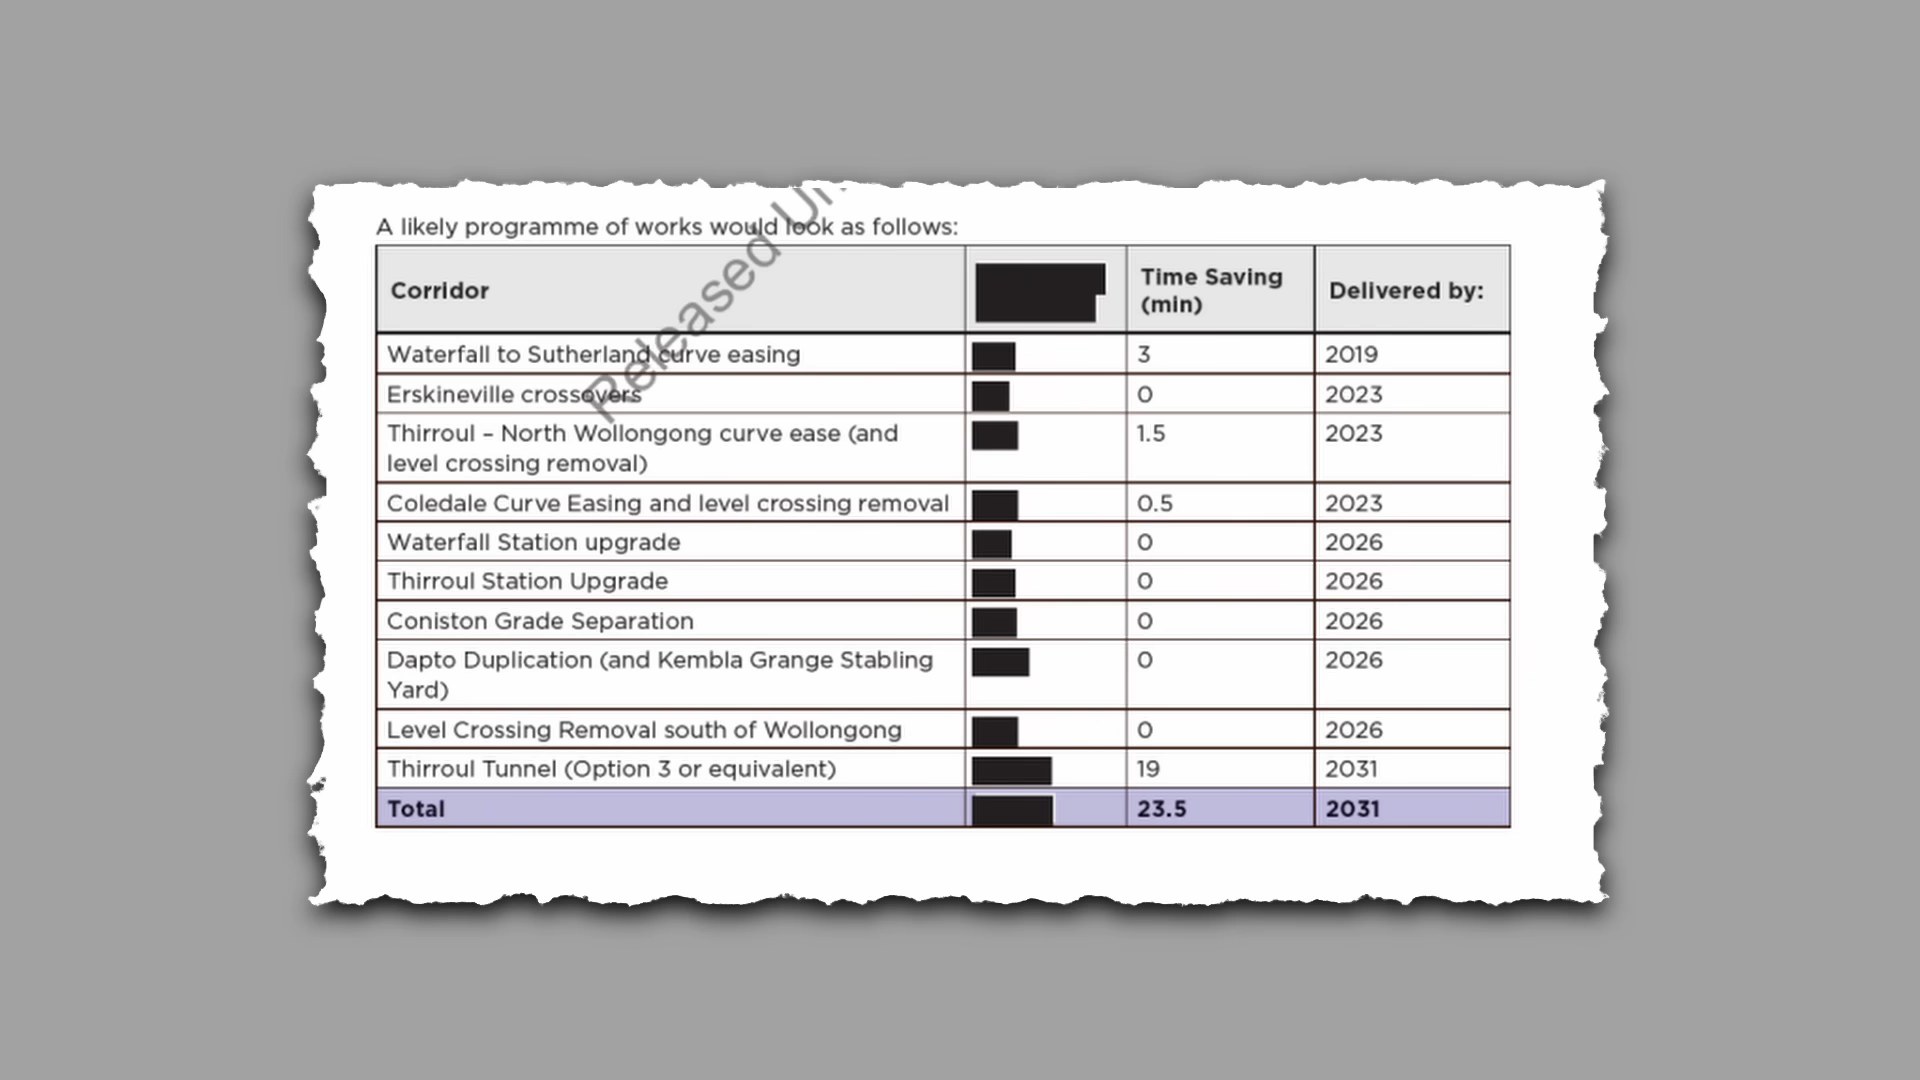 A likely programme of works would look as follows:
Corridor Time Saving (min) Delivered by:
Waterfall to Sutherland curve easing 3 2019
Erskineville crossovers 0 2023
Thirroul – North Wollongong curve ease (and 1.5 2023
level crossing removal)
Coledale Curve Easing and level crossing removal 0.5 2023
Waterfall Station upgrade 0 2026
Thirroul Station Upgrade 0 2026
Coniston Grade Separation 0 2026
Dapto Duplication (and Kembla Grange Stabling 0 2026
Yard)
Level Crossing Removal south of Wollongong 0 2026
Thirroul Tunnel (Option 3 or equivalent) 19 2031
Total 23.5 2031
Released